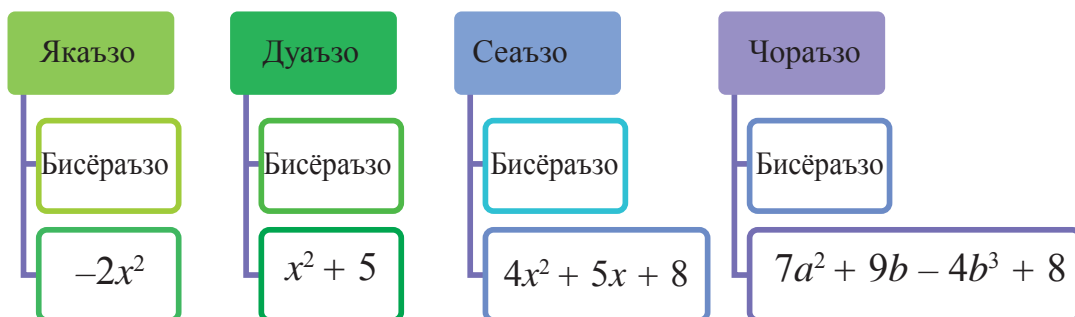 Якаъзо Дуаъзо Сеаъзо Чораъзо
Бисёраъзо Бисёраъзо Бисёраъзо Бисёраъзо
–2x² x² + 5 4x² + 5x + 8 7a² + 9b – 4b³ + 8